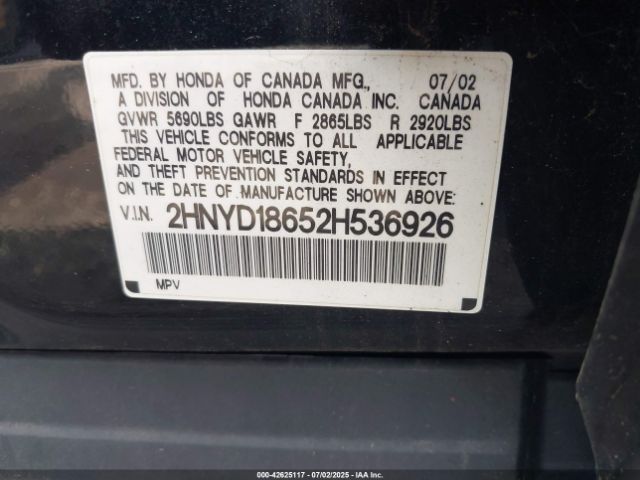 MFD. BY HONDA OF CANADA MFG., 07/02
A DIVISION OF HONDA CANADA INC. CANADA
GVWR 5690LBS GAWR F 2865LBS R 2920LBS
THIS VEHICLE CONFORMS TO ALL APPLICABLE
FEDERAL MOTOR VEHICLE SAFETY,
AND THEFT PREVENTION STANDARDS IN EFFECT
ON THE DATE OF MANUFACTURE SHOWN ABOVE.
V.I.N. 2HNYD18652H536926
MPV
000-42625117 - 07/02/2025 - IAAI.COM